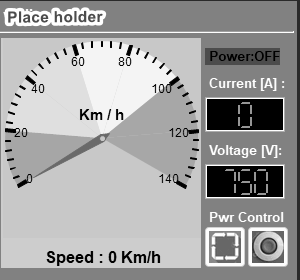 Place holder
60 80
40 100
Km / h
20 120
0 140
Speed : 0 Km/h
Power:OFF
Current [A] :
0
Voltage [V]:
750
Pwr Control